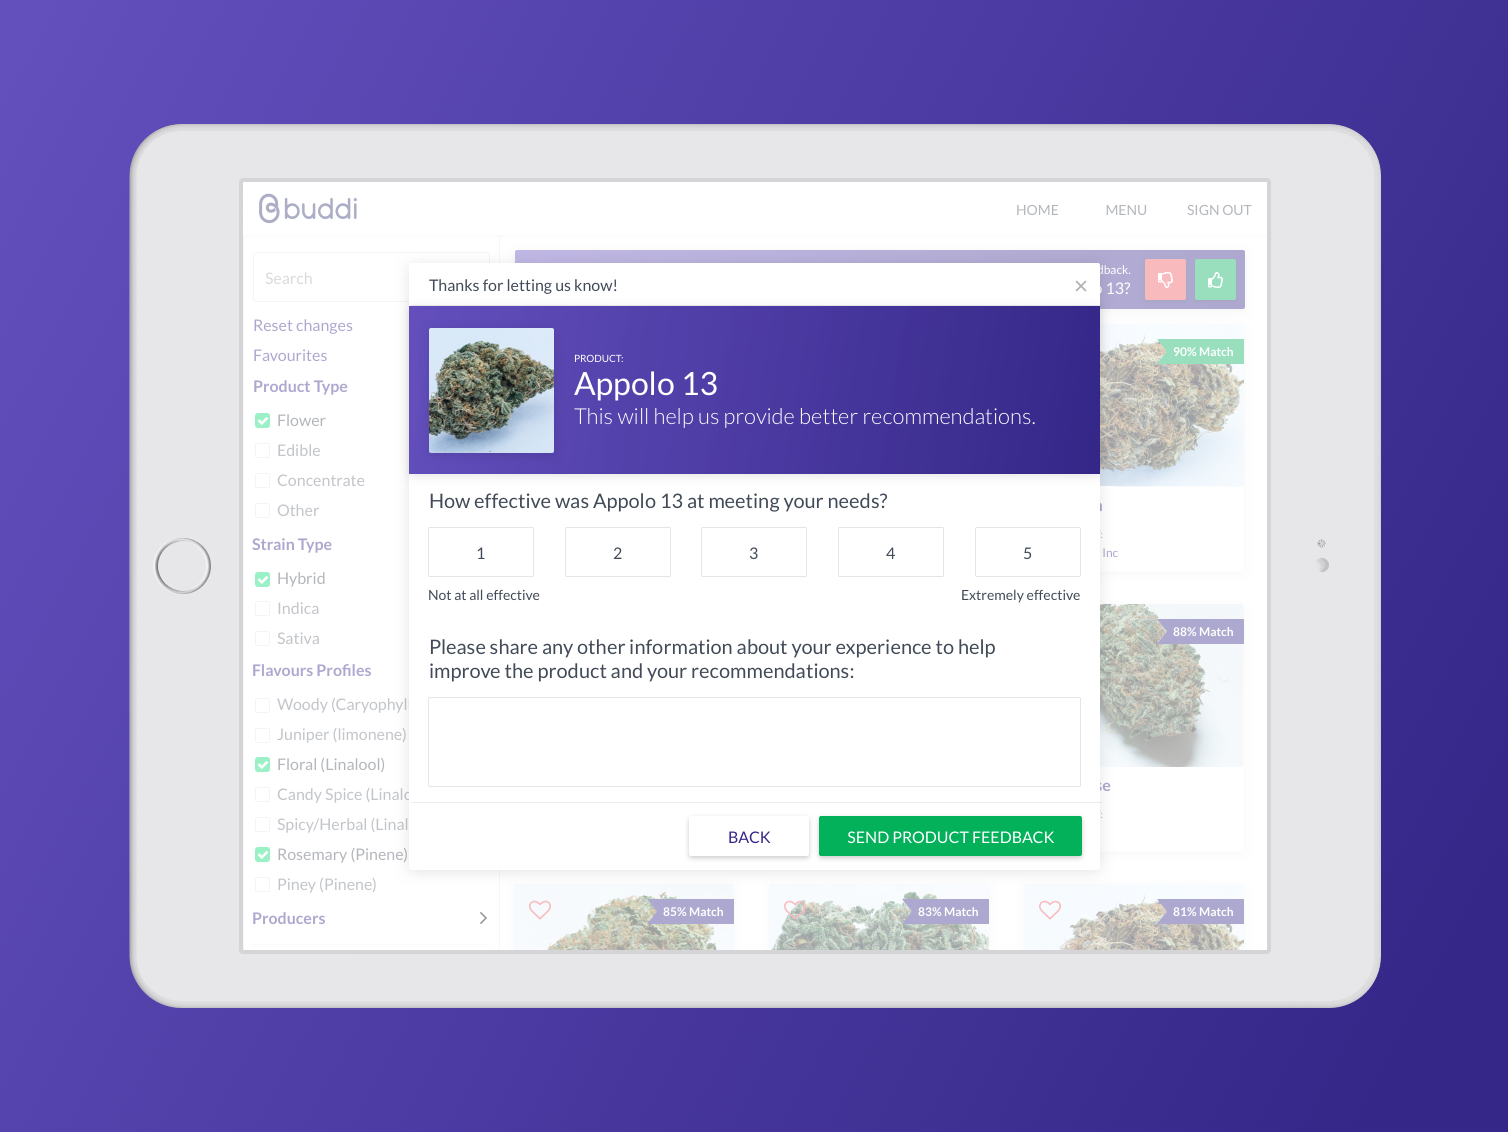 buddi
HOME
MENU
SIGN OUT
Search
Reset changes
Favourites
Product Type
Flower
Edible
Concentrate
Other
Strain Type
Hybrid
Indica
Sativa
Flavours Profiles
Woody
Juniper (limonene)
Floral (Linalool)
Candy Spice
Spicy/Herbal
Rosemary (Pinene)
Piney (Pinene)
Producers
13?
Thanks for letting us know!
PRODUCT:
Appolo 13
This will help us provide better recommendations.
How effective was Appolo 13 at meeting your needs?
1
2
3
4
5
Not at all effective
Extremely effective
Please share any other information about your experience to help
improve the product and your recommendations:
BACK
SEND PRODUCT FEEDBACK
90% Match
Inc
88% Match
85% Match
83% Match
81% Match